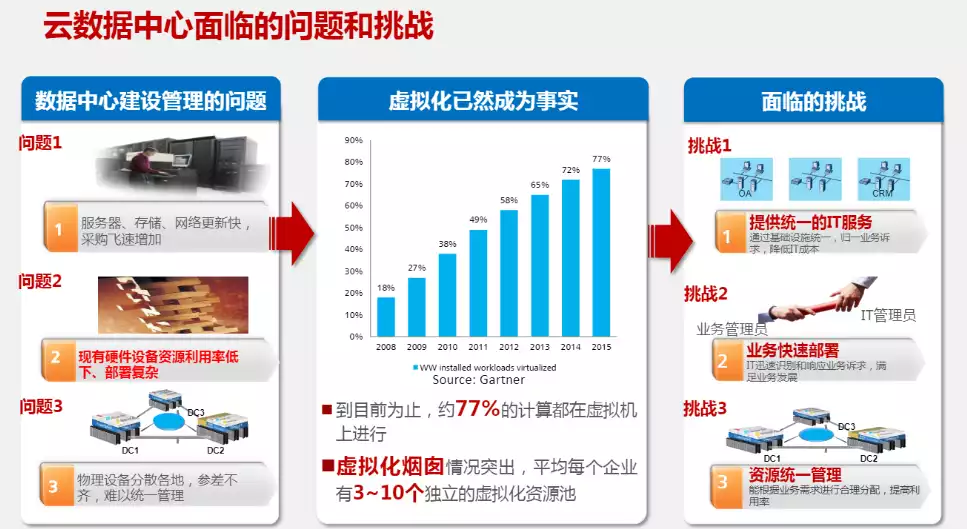 云数据中心面临的问题和挑战
数据中心建设管理的问题
问题1
1
服务器、存储、网络更新快，
采购飞速增加
问题2
2
现有硬件设备资源利用率低
下、部署复杂
问题3
DC3
DC1
DC2
3
物理设备分散各地，参差不
齐，难以统一管理
虚拟化已然成为事实
90%
80%
70%
60%
50%
40%
30%
20%
10%
0%
18%
27%
38%
49%
58%
65%
72%
77%
2008 2009 2010 2011 2012 2013 2014 2015
WW installed workloads virtualized
Source: Gartner
到目前为止，约77%的计算都在虚拟机
上进行
虚拟化烟囱情况突出，平均每个企业
有3~10个独立的虚拟化资源池
面临的挑战
挑战1
OA
CRM
1
提供统一的IT服务
通过基础设施统一，归一业务诉
求，降低IT成本
挑战2
业务管理员
IT管理员
2
业务快速部署
IT迅速识别和响应业务诉求，满
足业务发展
挑战3
DC3
DC1
DC2
3
资源统一管理
能根据业务需求进行合理分配，提高利
用率